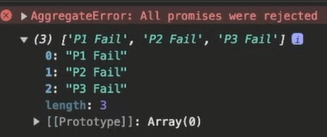 AggregateError: All promises were rejected
(3) ['P1 Fail', 'P2 Fail', 'P3 Fail'] i
0: "P1 Fail"
1: "P2 Fail"
2: "P3 Fail"
length: 3
[[Prototype]]: Array(0)